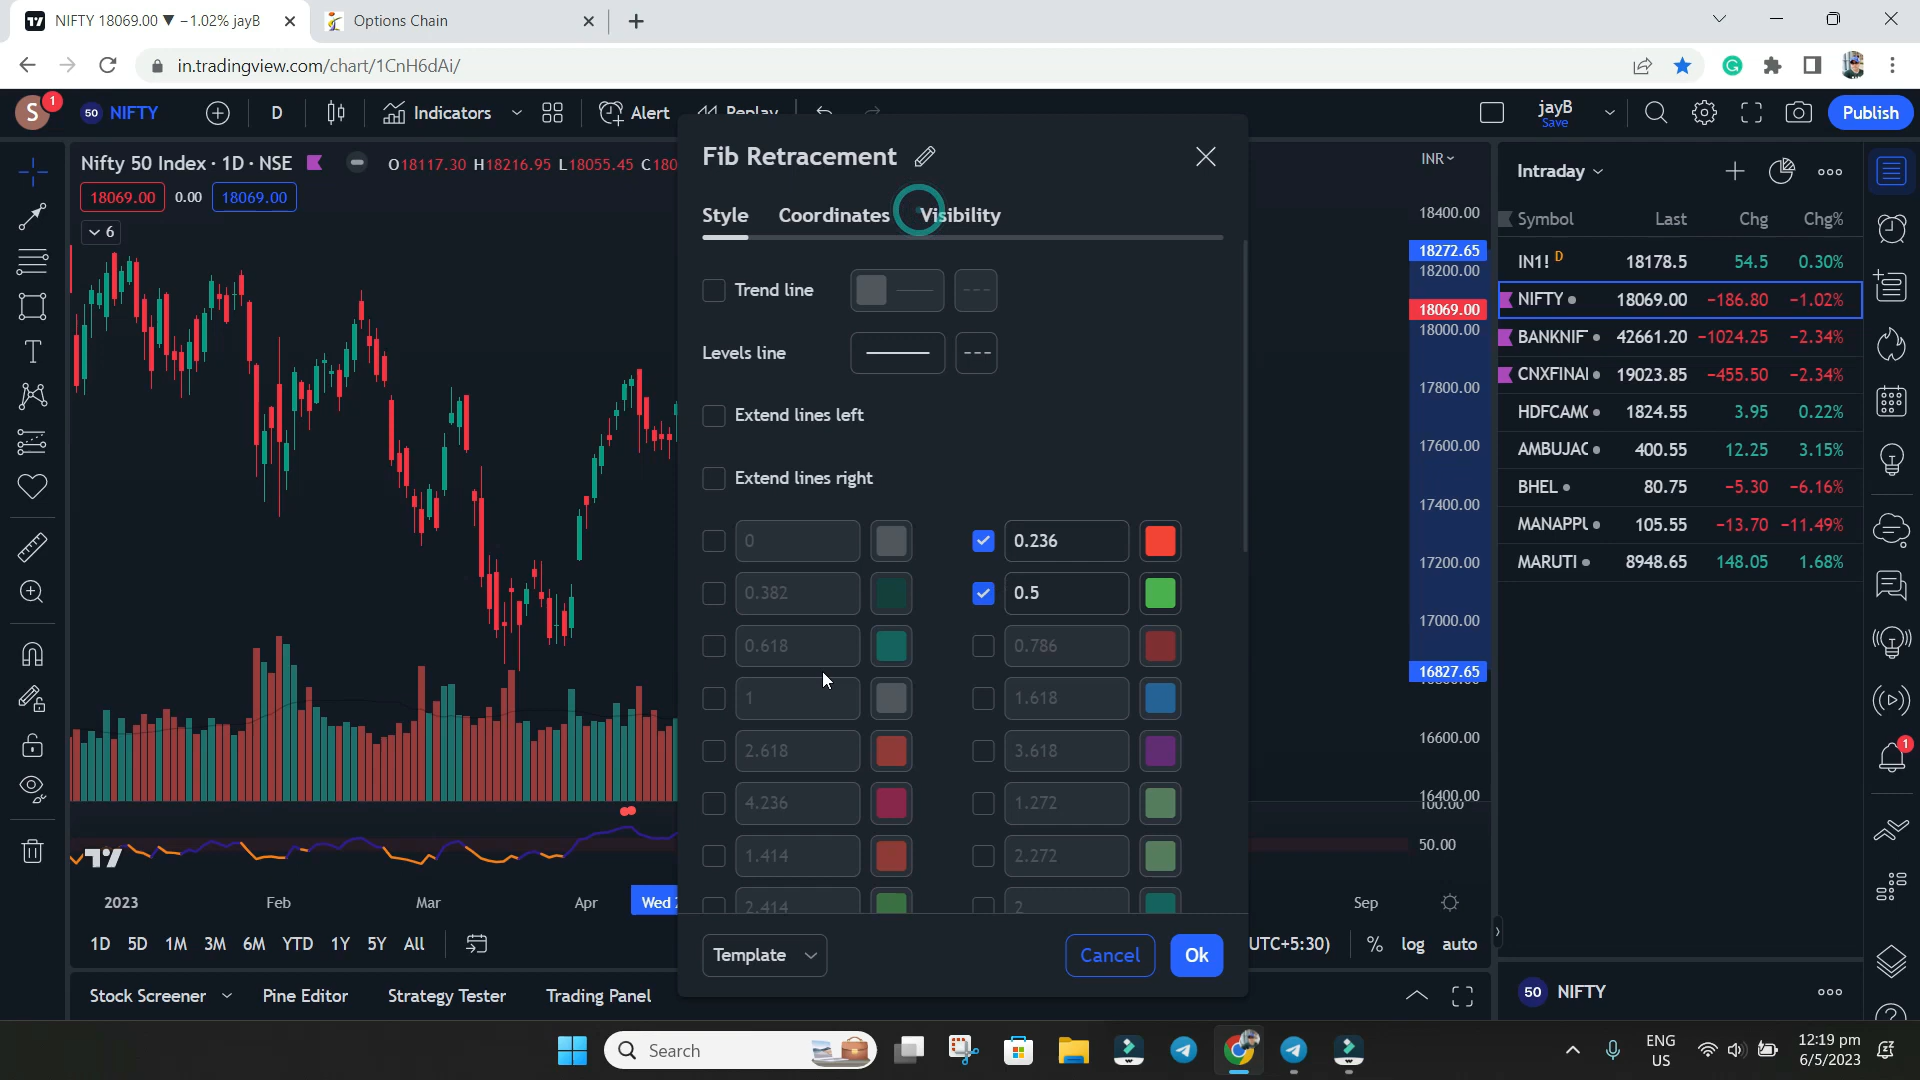 NIFTY 18069.00 ▼ −1.02% jayB
Options Chain
in.tradingview.com/chart/1CnH6dAi/
S 1
50 NIFTY
D
Indicators
Alert
Replay
jayB
Save
Publish
Nifty 50 Index · 1D · NSE
O18117.30 H18216.95 L18055.45 C180
18069.00 0.00 18069.00
6
Fib Retracement
Style Coordinates Visibility
Trend line
Levels line
Extend lines left
Extend lines right
0 0.236
0.382 0.5
0.618 0.786
1 1.618
2.618 3.618
4.236 1.272
1.414 2.272
2.414 2
Template
Cancel
Ok
INR
18400.00
18272.65
18200.00
18069.00
18000.00
17800.00
17600.00
17400.00
17200.00
17000.00
16827.65
16600.00
16400.00
100.00
50.00
Intraday
Symbol Last Chg Chg%
IN1! D 18178.5 54.5 0.30%
NIFTY 18069.00 −186.80 −1.02%
BANKNIF 42661.20 −1024.25 −2.34%
CNXFINAI 19023.85 −455.50 −2.34%
HDFCAMC 1824.55 3.95 0.22%
AMBUJAC 400.55 12.25 3.15%
BHEL 80.75 −5.30 −6.16%
MANAPPU 105.55 −13.70 −11.49%
MARUTI 8948.65 148.05 1.68%
1
2023 Feb Mar Apr Wed Sep
1D 5D 1M 3M 6M YTD 1Y 5Y All
UTC+5:30) % log auto
Stock Screener Pine Editor Strategy Tester Trading Panel
50 NIFTY
Search
ENG
US
12:19 pm
6/5/2023